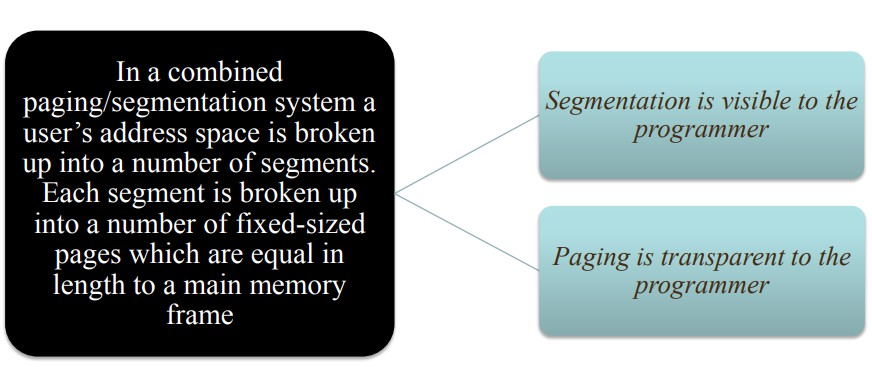 In a combined
paging/segmentation system a
user’s address space is broken
up into a number of segments.
Each segment is broken up
into a number of fixed-sized
pages which are equal in
length to a main memory
frame
Segmentation is visible to the
programmer
Paging is transparent to the
programmer